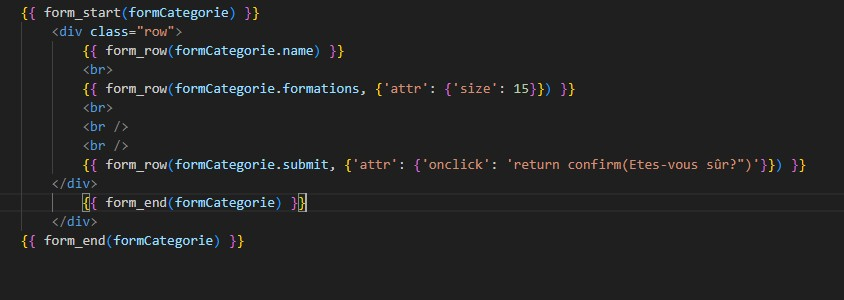 {{ form_start(formCategorie) }}
<div class="row">
{{ form_row(formCategorie.name) }}
<br>
{{ form_row(formCategorie.formations, {'attr': {'size': 15}}) }}
<br>
<br />
<br />
{{ form_row(formCategorie.submit, {'attr': {'onclick': 'return confirm(Etes-vous sûr?")'}}) }}
</div>
{{ form_end(formCategorie) }}
</div>
{{ form_end(formCategorie) }}